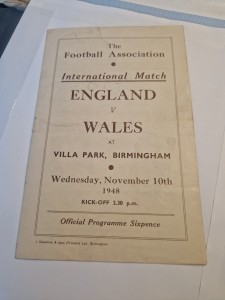 The
Football Association
International Match
ENGLAND
v
WALES
AT
VILLA PARK, BIRMINGHAM
Wednesday, November 10th
1948
KICK-OFF 2.30 p.m.
Official Programme Sixpence